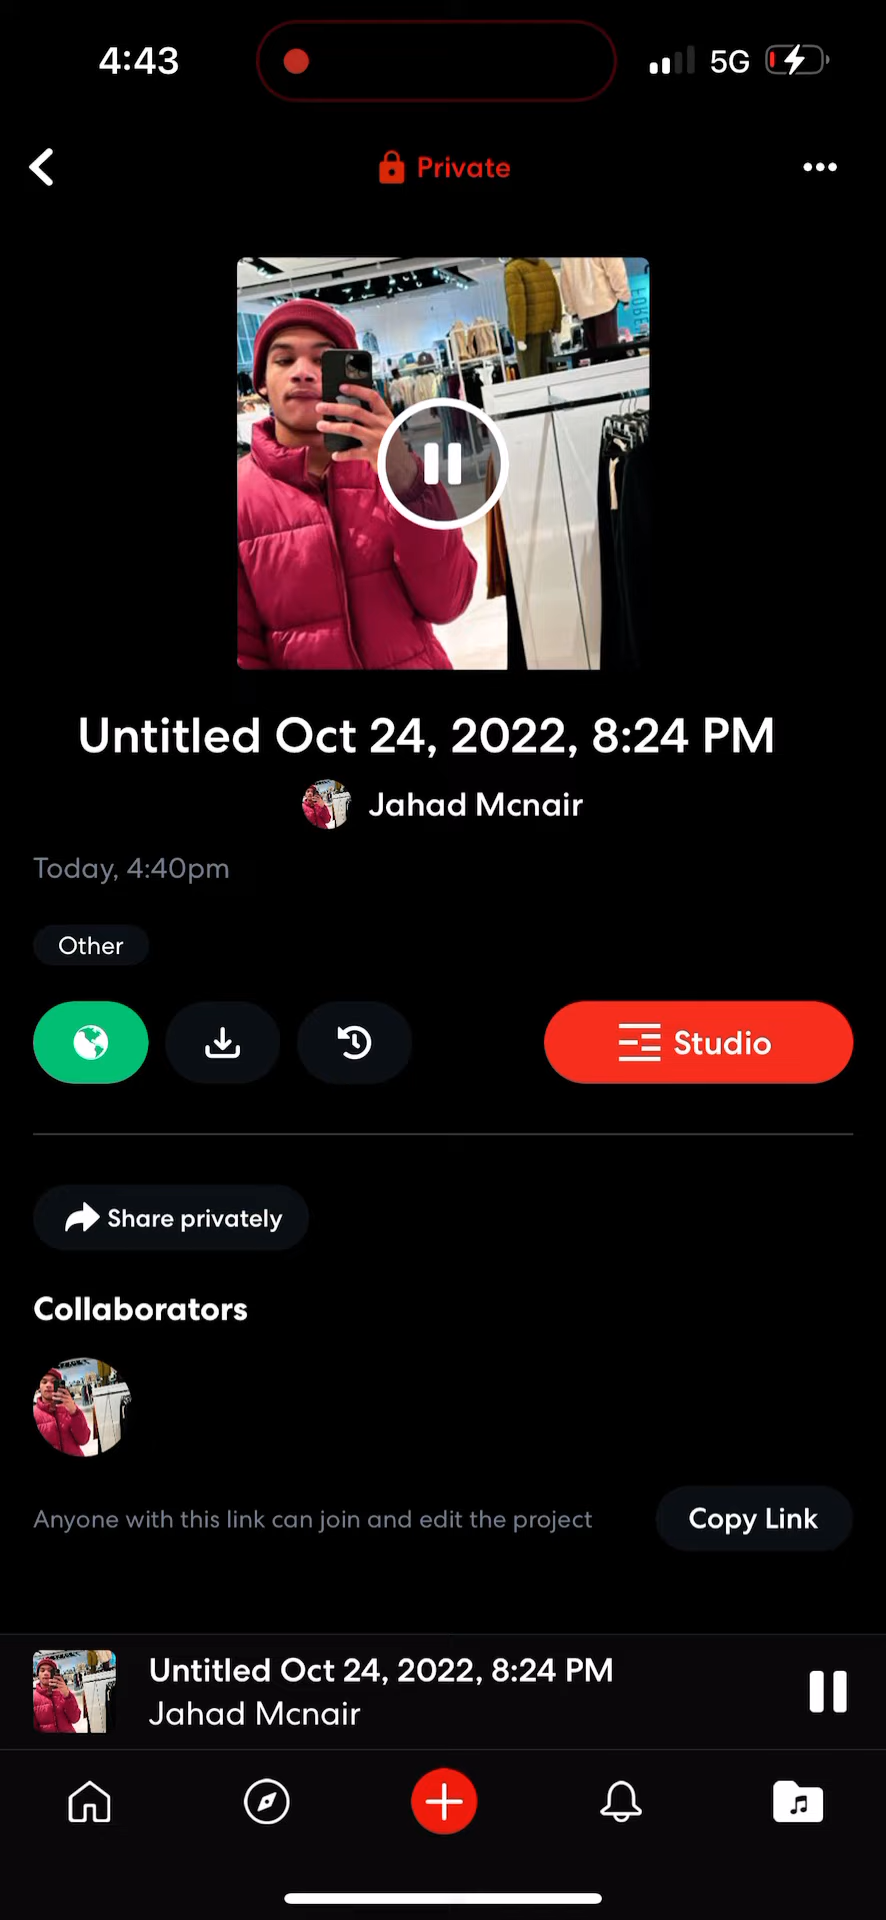 4:43
5G
Private
Untitled Oct 24, 2022, 8:24 PM
Jahad Mcnair
Today, 4:40pm
Other
Studio
Share privately
Collaborators
Anyone with this link can join and edit the project
Copy Link
Untitled Oct 24, 2022, 8:24 PM
Jahad Mcnair